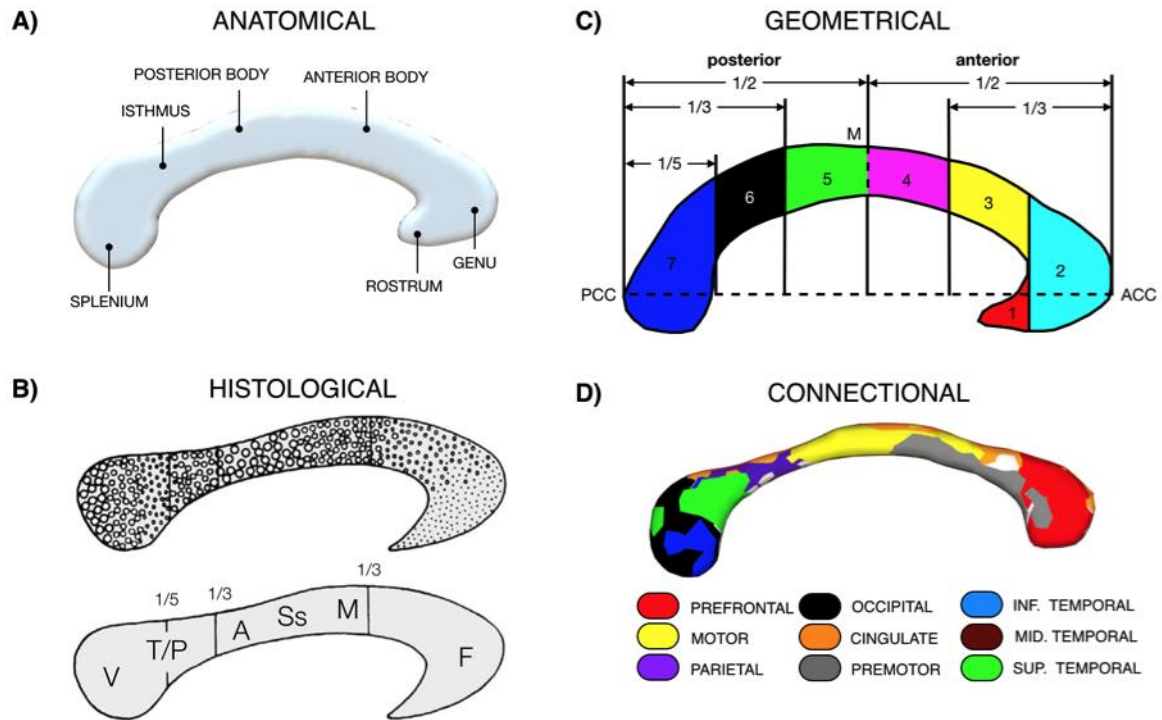 A) ANATOMICAL
POSTERIOR BODY ANTERIOR BODY
ISTHMUS
SPLENIUM
ROSTRUM
GENU
B) HISTOLOGICAL
1/5 1/3 1/3
V T/P A Ss M F
C) GEOMETRICAL
posterior anterior
1/2 1/2
1/3 1/3
1/5
M
7 6 5 4 3 2
1
PCC ACC
D) CONNECTIONAL
PREFRONTAL OCCIPITAL INF. TEMPORAL
MOTOR CINGULATE MID. TEMPORAL
PARIETAL PREMOTOR SUP. TEMPORAL